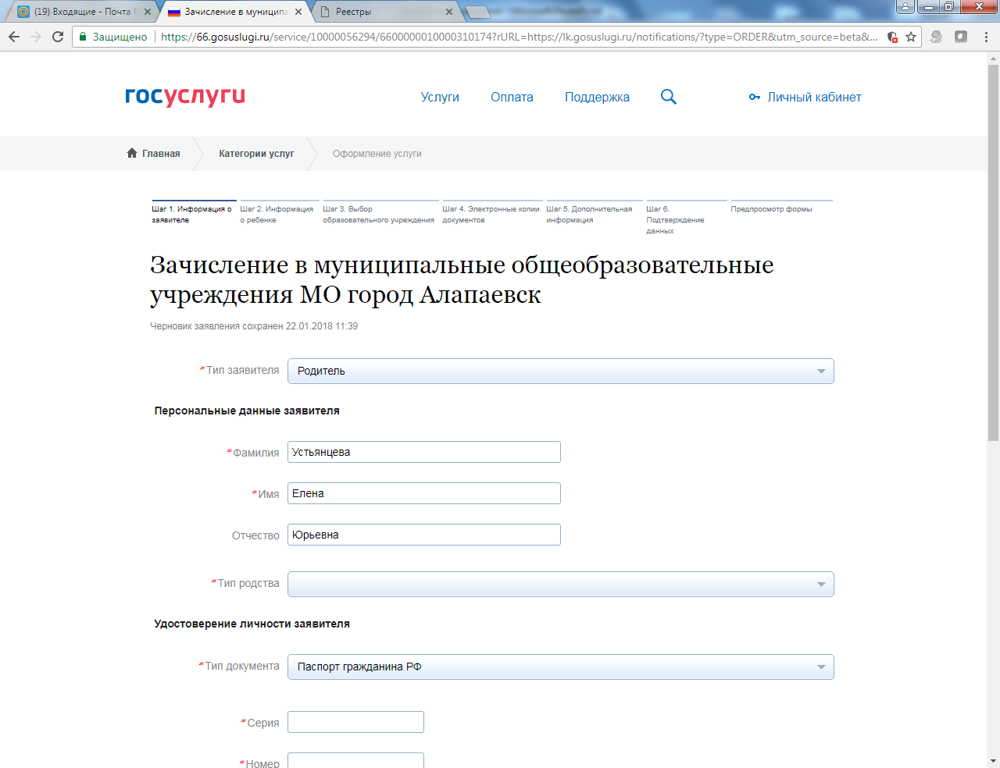 (19) Входящие - Почта
Зачисление в муниципа
Реестры
Защищено
https://66.gosuslugi.ru/service/10000056294/6600000010000310174?rURL=https://lk.gosuslugi.ru/notifications/?type=ORDER&utm_source=beta&...
госуслуги
Услуги
Оплата
Поддержка
Личный кабинет
Главная
Категории услуг
Оформление услуги
Шаг 1. Информация о заявителе
Шаг 2. Информация о ребенке
Шаг 3. Выбор образовательного учреждения
Шаг 4. Электронные копии документов
Шаг 5. Дополнительная информация
Шаг 6. Подтверждение данных
Предпросмотр формы
Зачисление в муниципальные общеобразовательные
учреждения МО город Алапаевск
Черновик заявления сохранен 22.01.2018 11:39
*Тип заявителя
Родитель
Персональные данные заявителя
*Фамилия
Устьянцева
*Имя
Елена
Отчество
Юрьевна
*Тип родства
Удостоверение личности заявителя
*Тип документа
Паспорт гражданина РФ
*Серия
*Номер